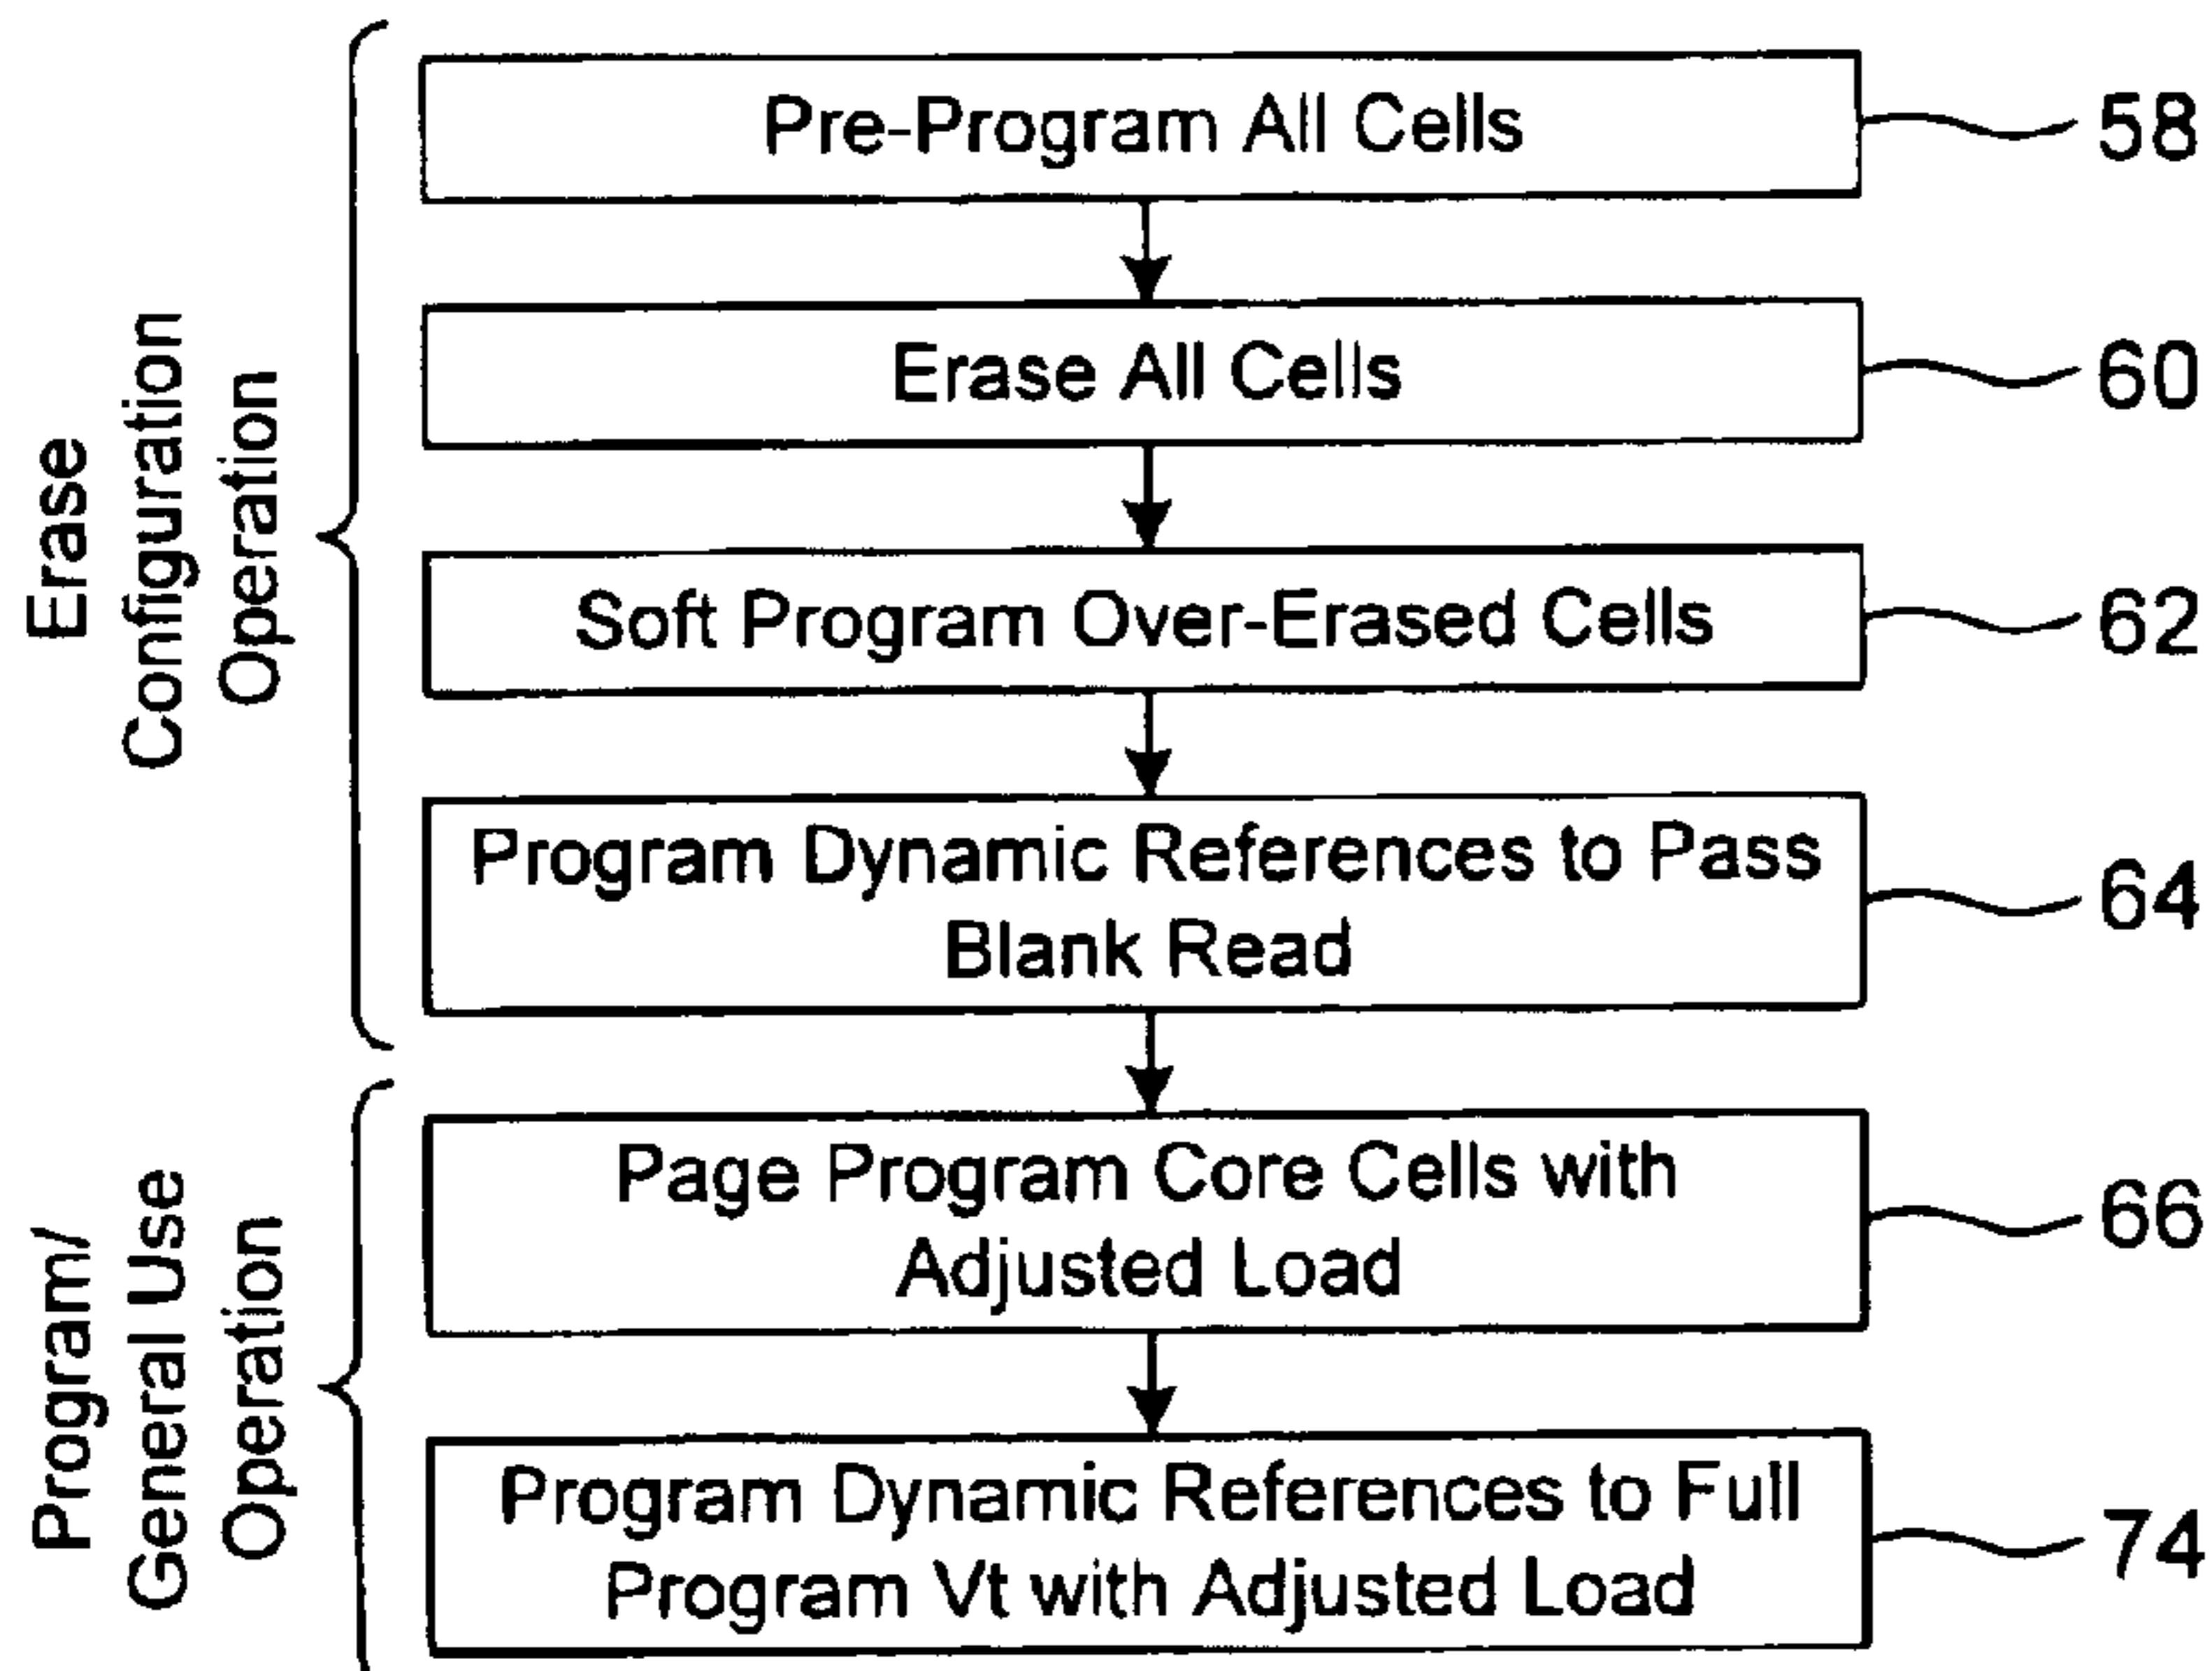 Erase
Configuration
Operation
Pre-Program All Cells
58
Erase All Cells
60
Soft Program Over-Erased Cells
62
Program Dynamic References to Pass
Blank Read
64
Program/
General Use
Operation
Page Program Core Cells with
Adjusted Load
66
Program Dynamic References to Full
Program Vt with Adjusted Load
74